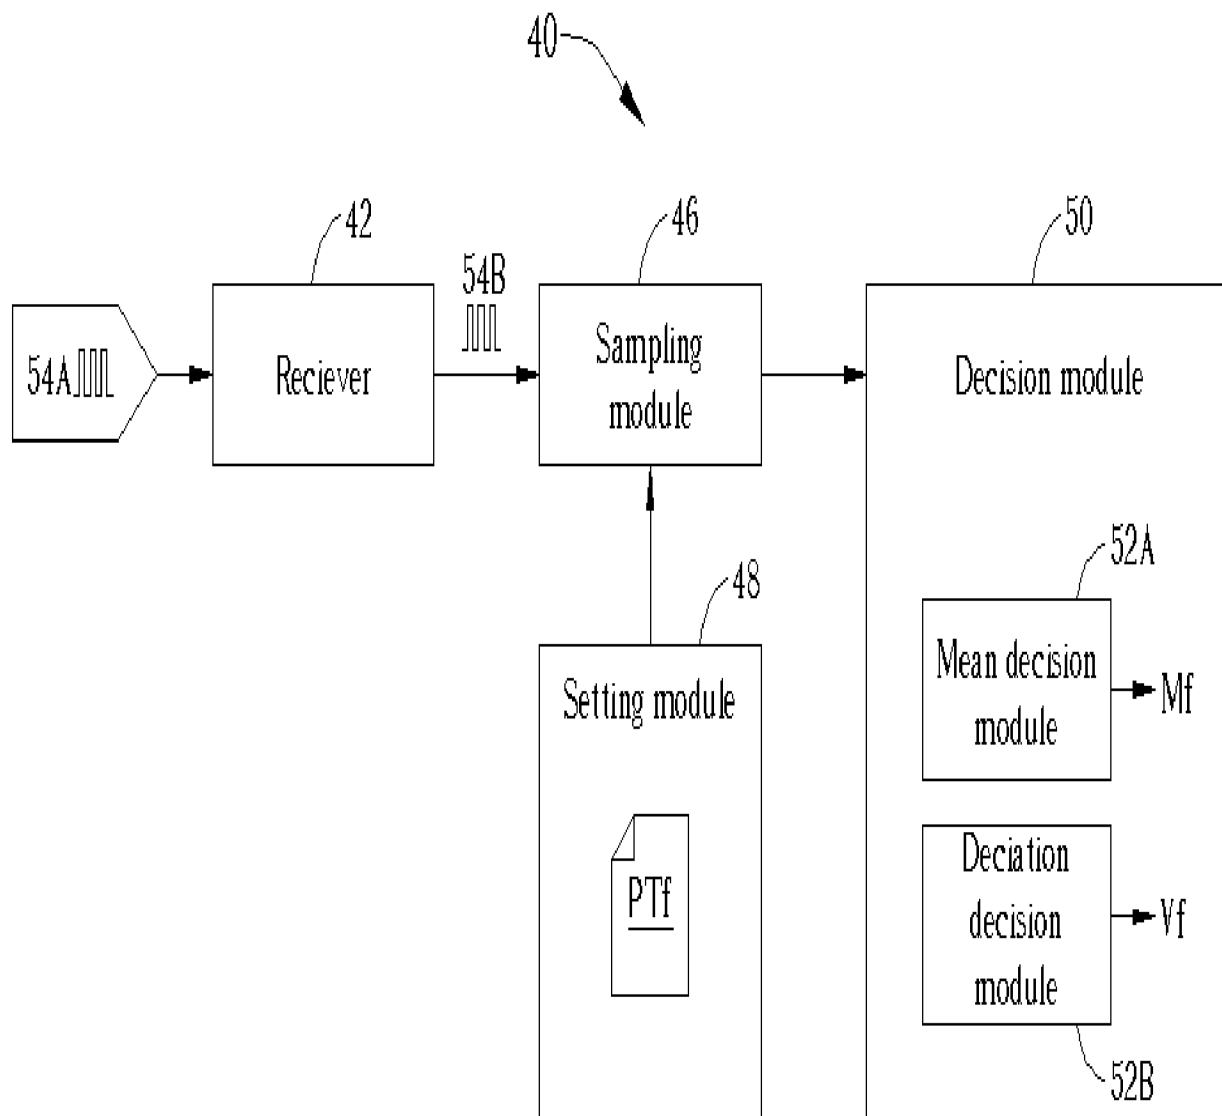 40
42
46
50
54B
54A
Reciever
Sampling
module
Decision module
52A
48
Mean decision
module
Mf
Setting module
PTf
Deciation
decision
module
Vf
52B